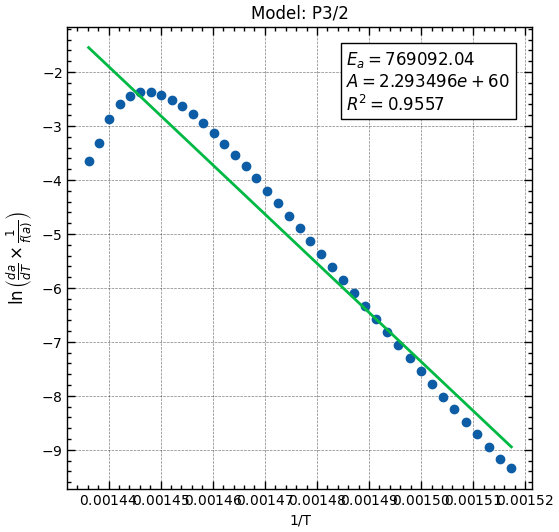 Model: P3/2
E_a = 769092.04
A = 2.293496e + 60
R^2 = 0.9557
−2
−3
−4
−5
−6
−7
−8
−9
ln(da/dT × 1/f(a))
0.00144 0.00145 0.00146 0.00147 0.00148 0.00149 0.00150 0.00151 0.00152
1/T